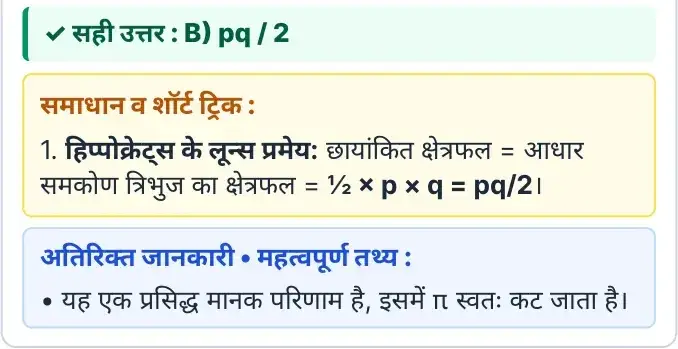 ✓ सही उत्तर : B) pq / 2
समाधान व शॉर्ट ट्रिक :
1. हिप्पोक्रेट्स के लून्स प्रमेय: छायांकित क्षेत्रफल = आधार
समकोण त्रिभुज का क्षेत्रफल = ½ × p × q = pq/2।
अतिरिक्त जानकारी • महत्वपूर्ण तथ्य :
• यह एक प्रसिद्ध मानक परिणाम है, इसमें π स्वतः कट जाता है।